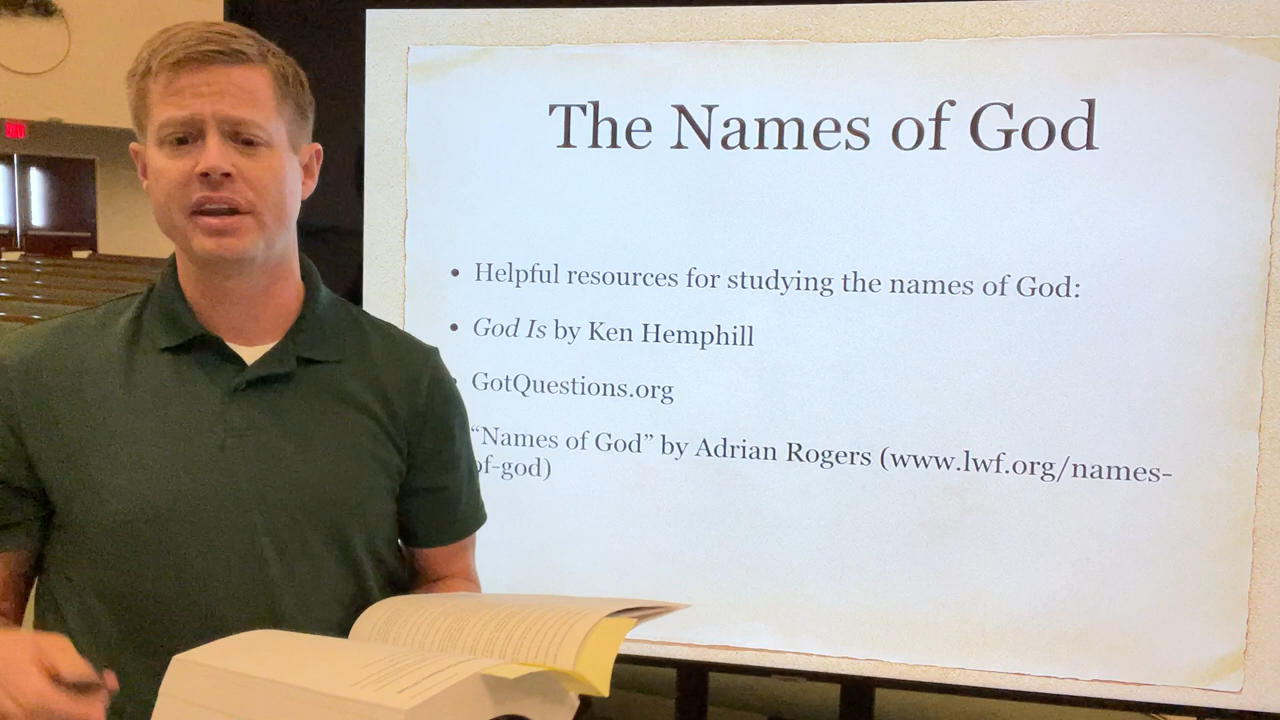 The Names of God
• Helpful resources for studying the names of God:
• God Is by Ken Hemphill
• GotQuestions.org
“Names of God” by Adrian Rogers (www.lwf.org/names-
of-god)